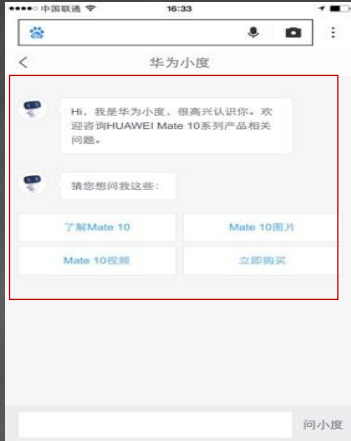 中国联通 16:33
华为小度
Hi，我是华为小度，很高兴认识你。欢
迎咨询HUAWEI Mate 10系列产品相关
问题。
猜您想问我这些：
了解Mate 10
Mate 10图片
Mate 10视频
立即购买
问小度